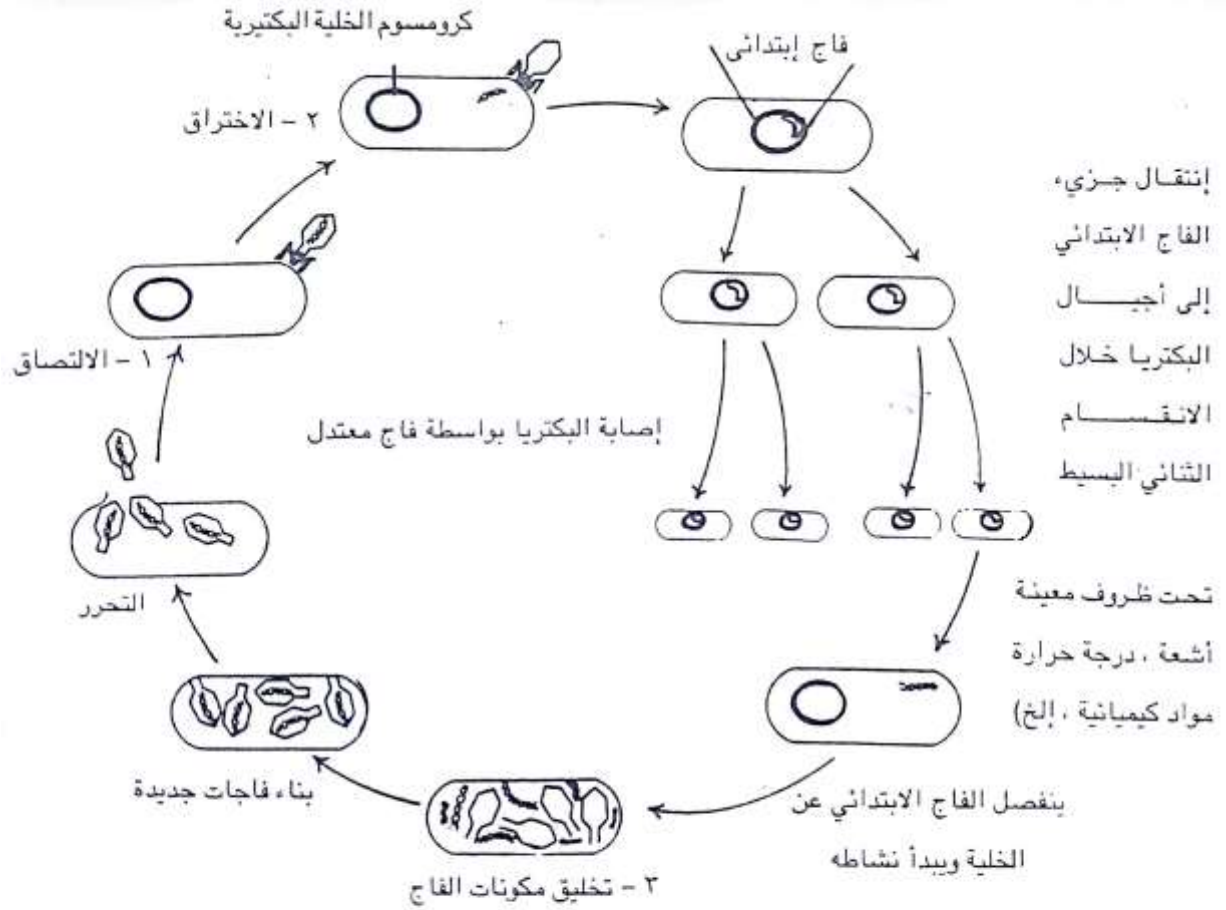 كرومسوم الخلية البكتيرية
فاج إبتدائى
٢ - الاختراق
إنتقال جزيء
الفاج الابتدائي
إلى أجيال
البكتريا خلال
الانقسام
الثنائي البسيط
١ - الالتصاق
إصابة البكتريا بواسطة فاج معتدل
تحت ظروف معينة
أشعة ، درجة حرارة
مواد كيميائية ، إلخ)
التحرر
بناء فاجات جديدة
ينفصل الفاج الابتدائي عن
الخلية ويبدأ نشاطه
٣ - تخليق مكونات الفاج